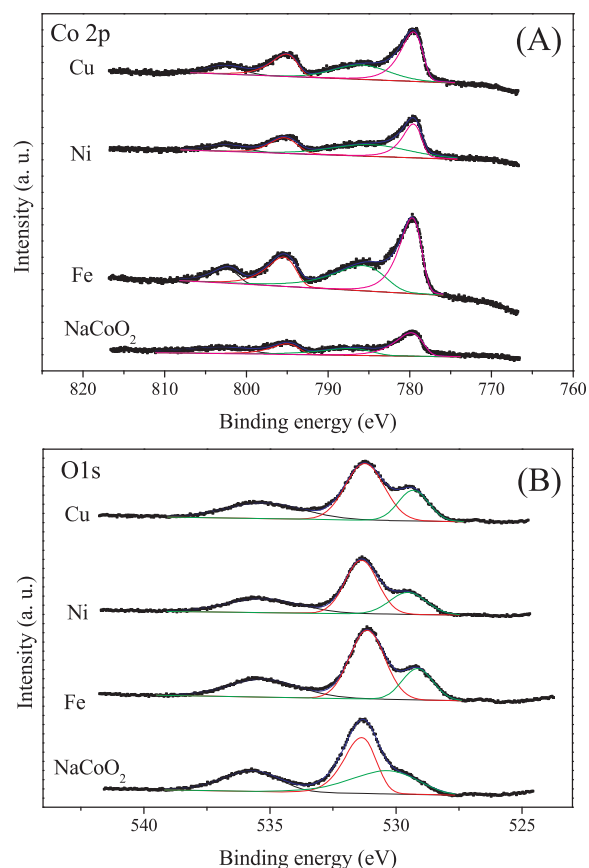 Co 2p
(A)
Cu
Ni
Fe
NaCoO₂
Intensity (a. u.)
820 810 800 790 780 770 760
Binding energy (eV)
O1s
(B)
Cu
Ni
Fe
NaCoO₂
Intensity (a. u.)
540 535 530 525
Binding energy (eV)